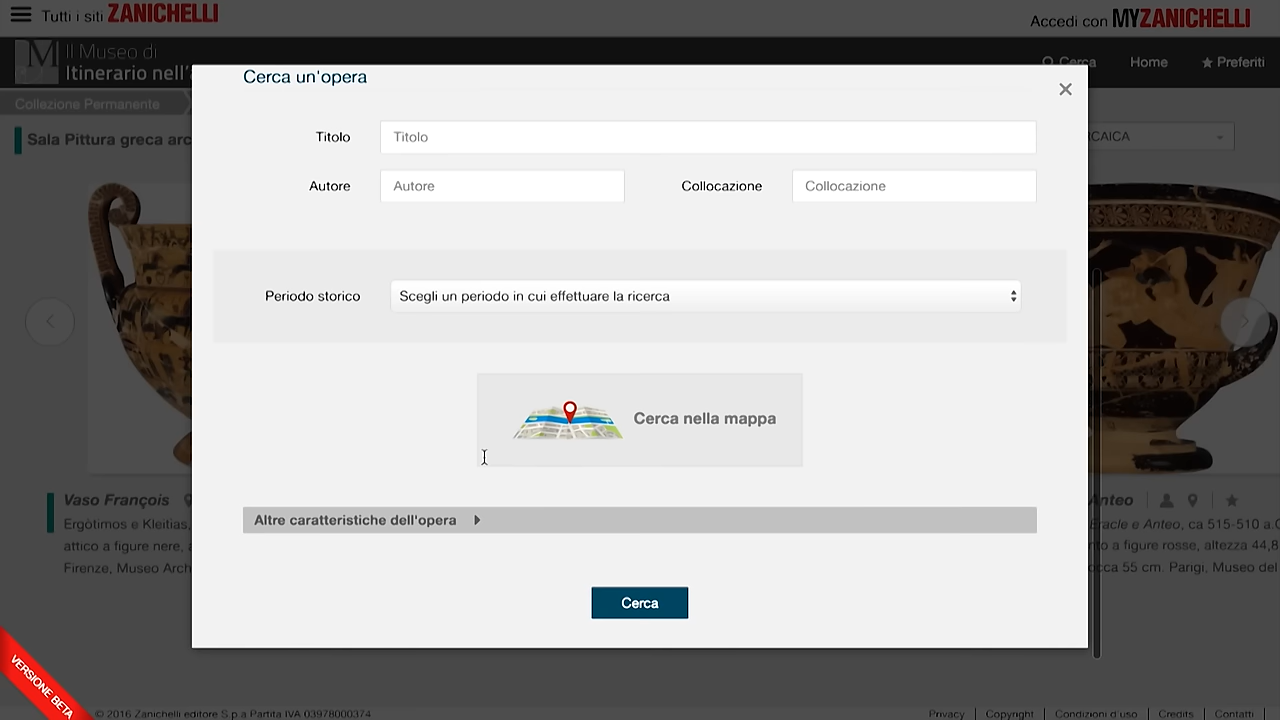 Tutti i siti ZANICHELLI
Accedi con MYZANICHELLI
Il Museo di
Itinerario nell'a
Cerca
Home
Preferiti
Collezione Permanente
Sala Pittura greca arc
RCAICA
Cerca un'opera
Titolo
Titolo
Autore
Autore
Collocazione
Collocazione
Periodo storico
Scegli un periodo in cui effettuare la ricerca
Cerca nella mappa
Altre caratteristiche dell'opera
Cerca
Vaso François
Ergòtimos e Kleitias,
attico a figure nere, a
Firenze, Museo Arch
Anteo
Eracle e Anteo, ca 515-510 a.C
to a figure rosse, altezza 44,8
occa 55 cm. Parigi, Museo del
VERSIONE BETA
© 2016 Zanichelli editore S.p.a Partita IVA 03978000374
Privacy
Copyright
Condizioni d'uso
Credits
Contatti